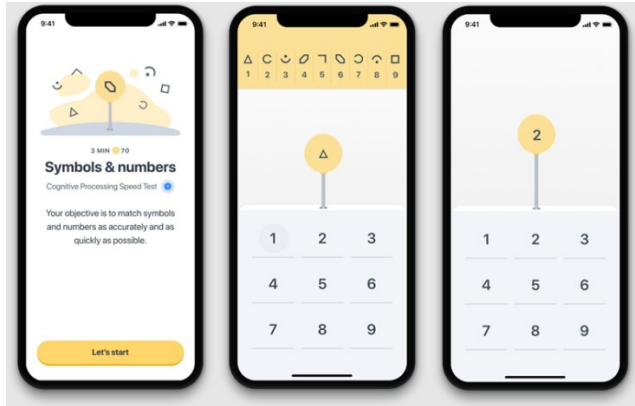 9:41
3 MIN 70
Symbols & numbers
Cognitive Processing Speed Test
Your objective is to match symbols
and numbers as accurately and as
quickly as possible.
Let's start
9:41
1 2 3 4 5 6 7 8 9
1 2 3
4 5 6
7 8 9
9:41
2
1 2 3
4 5 6
7 8 9